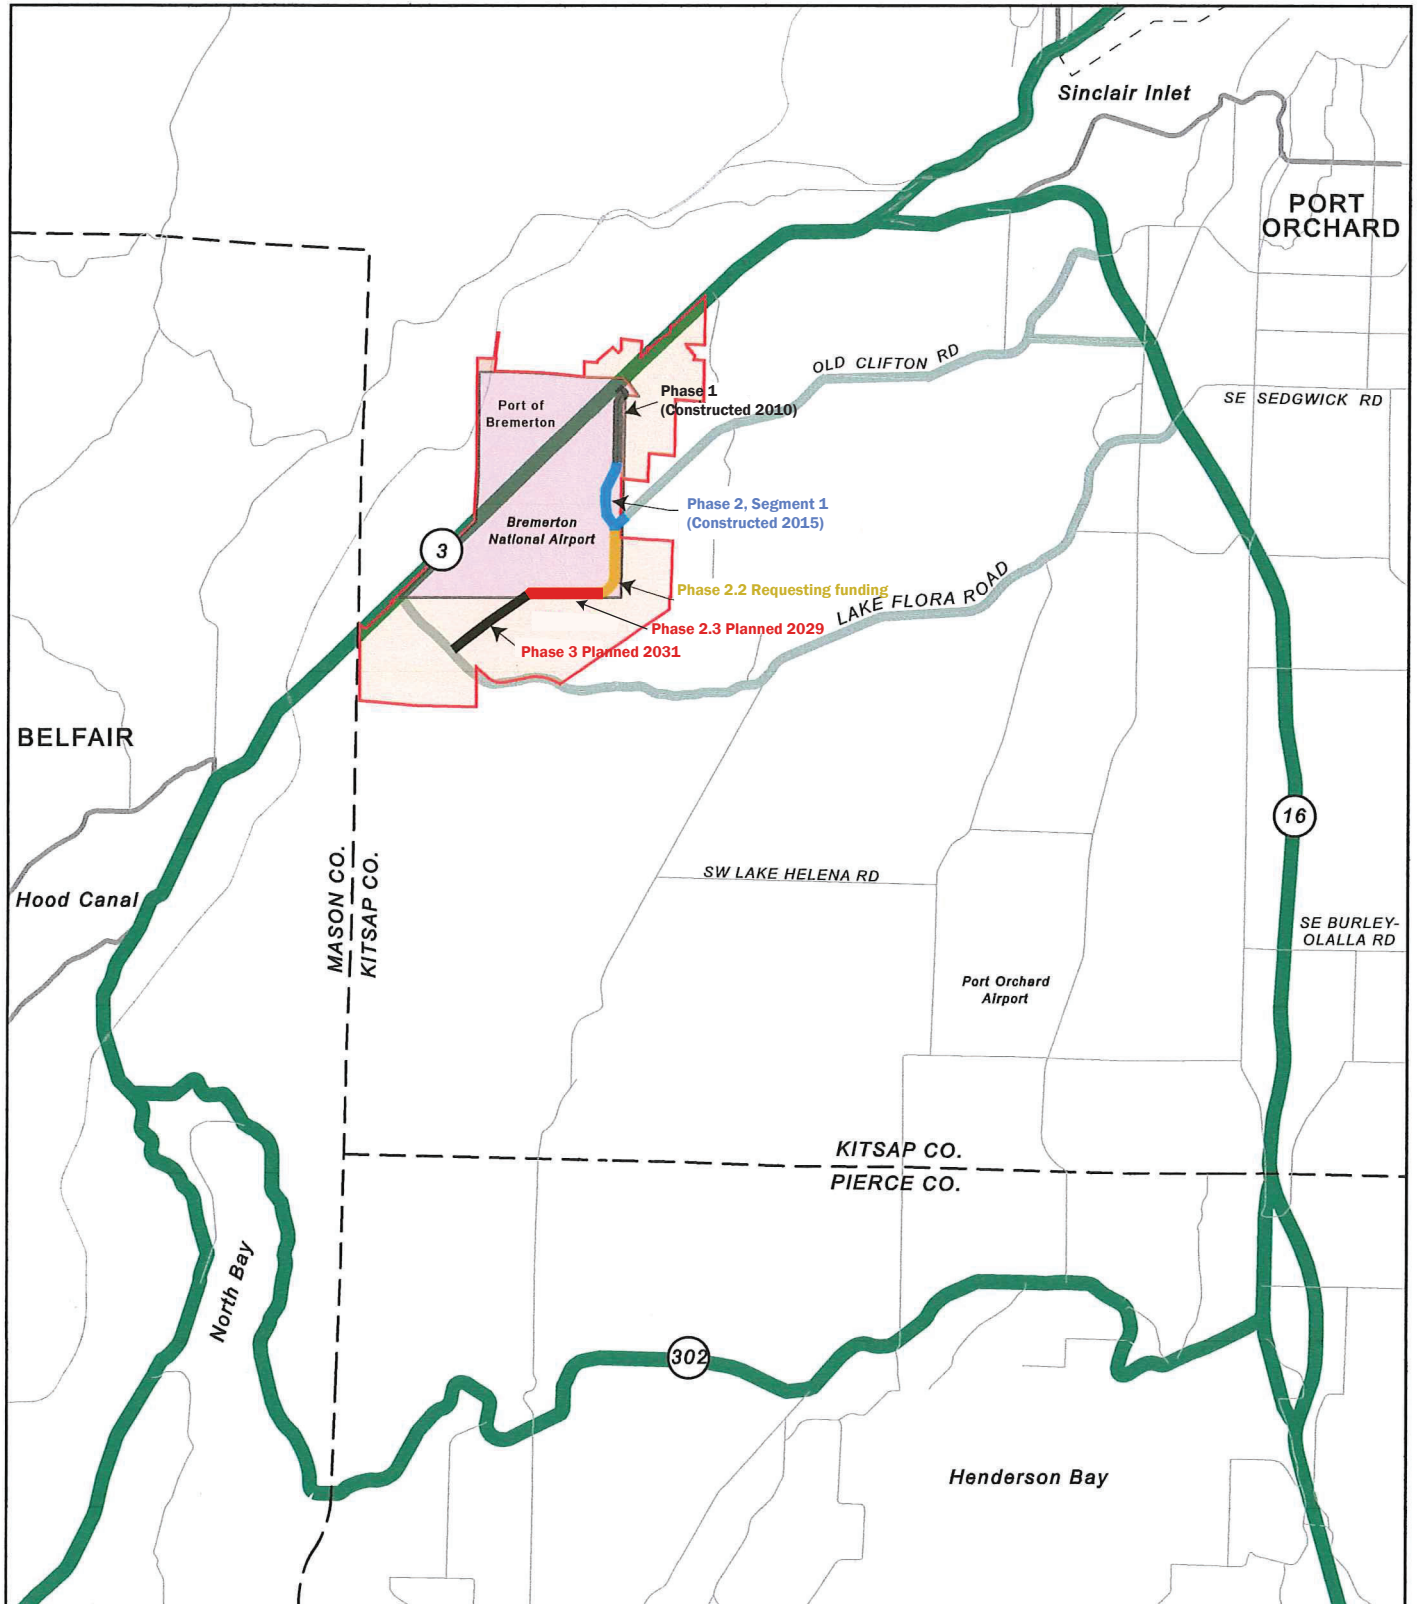 Sinclair Inlet
PORT
ORCHARD
OLD CLIFTON RD
Phase 1
(Constructed 2010)
SE SEDGWICK RD
Port of
Bremerton
Phase 2, Segment 1
(Constructed 2015)
Bremerton
National Airport
3
Phase 2.2 Requesting funding
LAKE FLORA ROAD
Phase 2.3 Planned 2029
Phase 3 Planned 2031
BELFAIR
16
MASON CO.
KITSAP CO.
SW LAKE HELENA RD
Hood Canal
SE BURLEY-
OLALLA RD
Port Orchard
Airport
KITSAP CO.
PIERCE CO.
North Bay
302
Henderson Bay